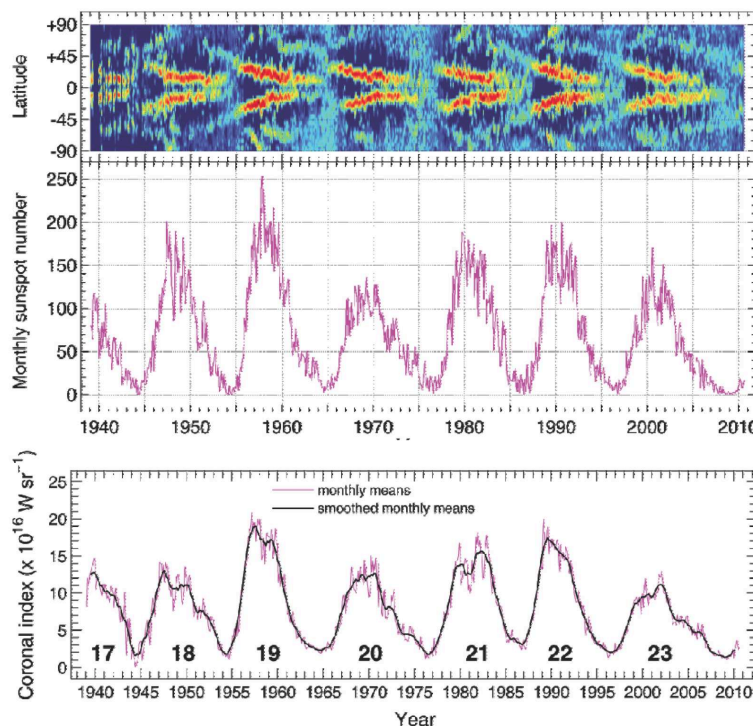 +90
+45
0
-45
-90
Latitude
250
200
150
100
50
0
Monthly sunspot number
1940 1950 1960 1970 1980 1990 2000 2010
25
20
15
10
5
0
Coronal index (x 10¹⁶ W sr⁻¹)
monthly means
smoothed monthly means
17 18 19 20 21 22 23
1940 1945 1950 1955 1960 1965 1970 1975 1980 1985 1990 1995 2000 2005 2010
Year